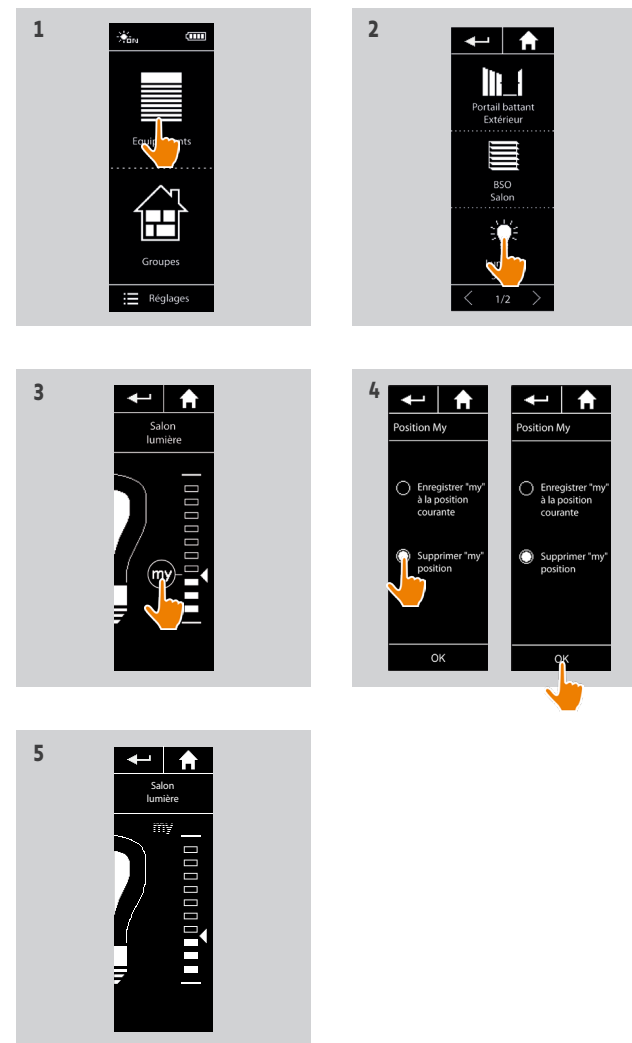 1
ON
Groupes
Réglages
2
Portail battant
Extérieur
BSO
Salon
1/2
3
Salon
lumière
my
4
Position My
Enregistrer "my"
à la position
courante
Supprimer "my"
position
OK
Position My
Enregistrer "my"
à la position
courante
Supprimer "my"
position
OK
5
Salon
lumière
my